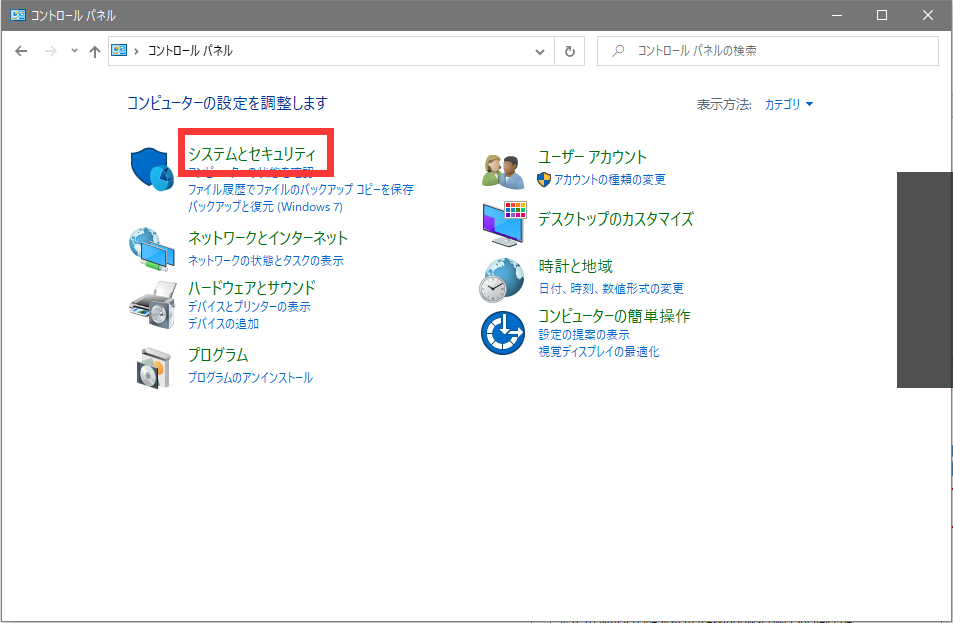 コントロール パネル
コントロール パネル
コントロール パネルの検索
コンピューターの設定を調整します
表示方法: カテゴリ
システムとセキュリティ
コンピューターの状態を確認
ファイル履歴でファイルのバックアップ コピーを保存
バックアップと復元 (Windows 7)
ネットワークとインターネット
ネットワークの状態とタスクの表示
ハードウェアとサウンド
デバイスとプリンターの表示
デバイスの追加
プログラム
プログラムのアンインストール
ユーザー アカウント
アカウントの種類の変更
デスクトップのカスタマイズ
時計と地域
日付、時刻、数値形式の変更
コンピューターの簡単操作
設定の提案の表示
視覚ディスプレイの最適化